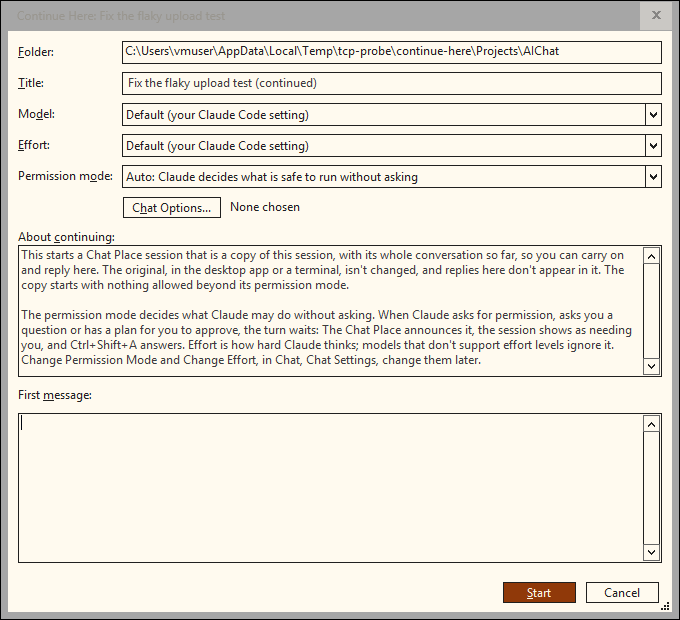 Continue Here: Fix the flaky upload test
Folder: C:\Users\vmuser\AppData\Local\Temp\tcp-probe\continue-here\Projects\AIChat
Title: Fix the flaky upload test (continued)
Model: Default (your Claude Code setting)
Effort: Default (your Claude Code setting)
Permission mode: Auto: Claude decides what is safe to run without asking
Chat Options... None chosen
About continuing:
This starts a Chat Place session that is a copy of this session, with its whole conversation so far, so you can carry on
and reply here. The original, in the desktop app or a terminal, isn't changed, and replies here don't appear in it. The
copy starts with nothing allowed beyond its permission mode.
The permission mode decides what Claude may do without asking. When Claude asks for permission, asks you a
question or has a plan for you to approve, the turn waits: The Chat Place announces it, the session shows as needing
you, and Ctrl+Shift+A answers. Effort is how hard Claude thinks; models that don't support effort levels ignore it.
Change Permission Mode and Change Effort, in Chat, Chat Settings, change them later.
First message:
Start Cancel